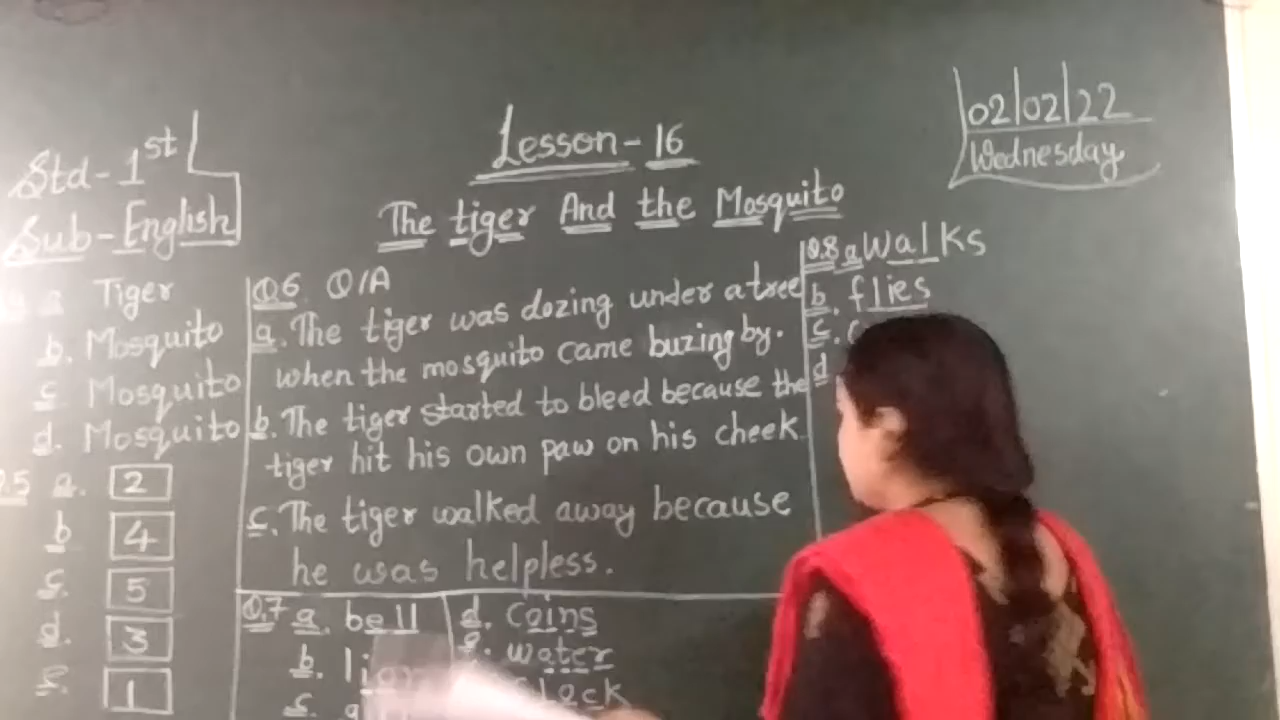 Std-1st
Sub-English
Lesson-16
The tiger And the Mosquito
02/02/22
Wednesday
a Tiger
b. Mosquito
c Mosquito
d. Mosquito
Q.5 a. 2
b 4
c. 5
d. 3
e. 1
Q6 Q/A
a. The tiger was dozing under a tree
when the mosquito came buzing by.
b. The tiger started to bleed because the
tiger hit his own paw on his cheek.
c. The tiger walked away because
he was helpless.
Q.7 a. bell
b.
c.
d. Coins
e. water
Q.8 a walks
b. flies
c.
d